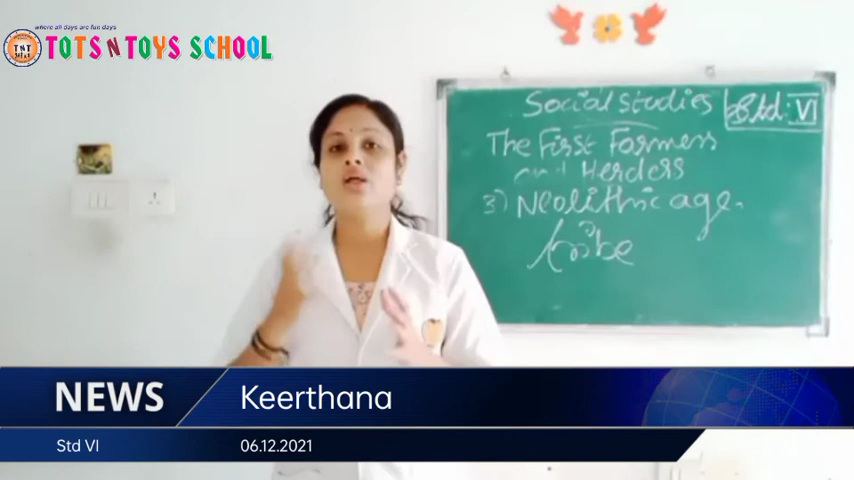 where all days are fun days
TOTS N TOYS SCHOOL
TNT
Social studies
Std: VI
The First Farmers
and Herders
3) Neolithic age.
tribe
NEWS
Keerthana
Std VI
06.12.2021